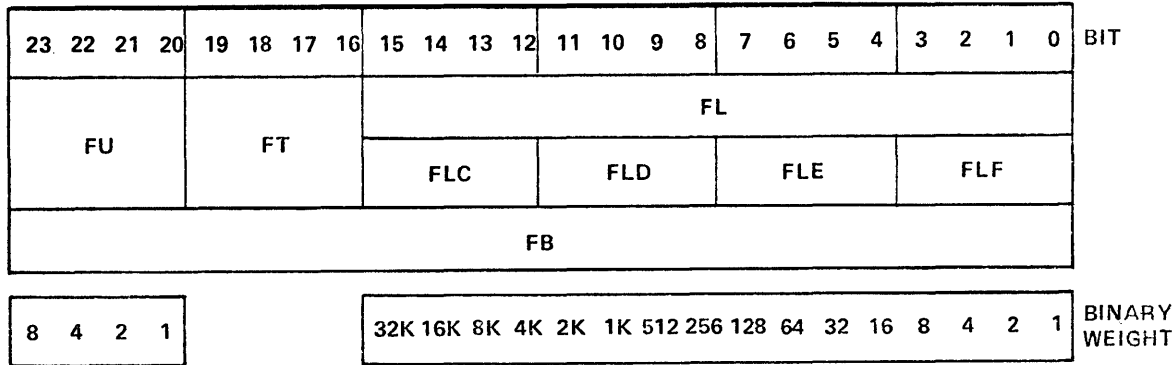 23 22 21 20 19 18 17 16 15 14 13 12 11 10 9 8 7 6 5 4 3 2 1 0 BIT
FL
FU FT
FLC FLD FLE FLF
FB
8 4 2 1 32K 16K 8K 4K 2K 1K 512 256 128 64 32 16 8 4 2 1 BINARY
WEIGHT